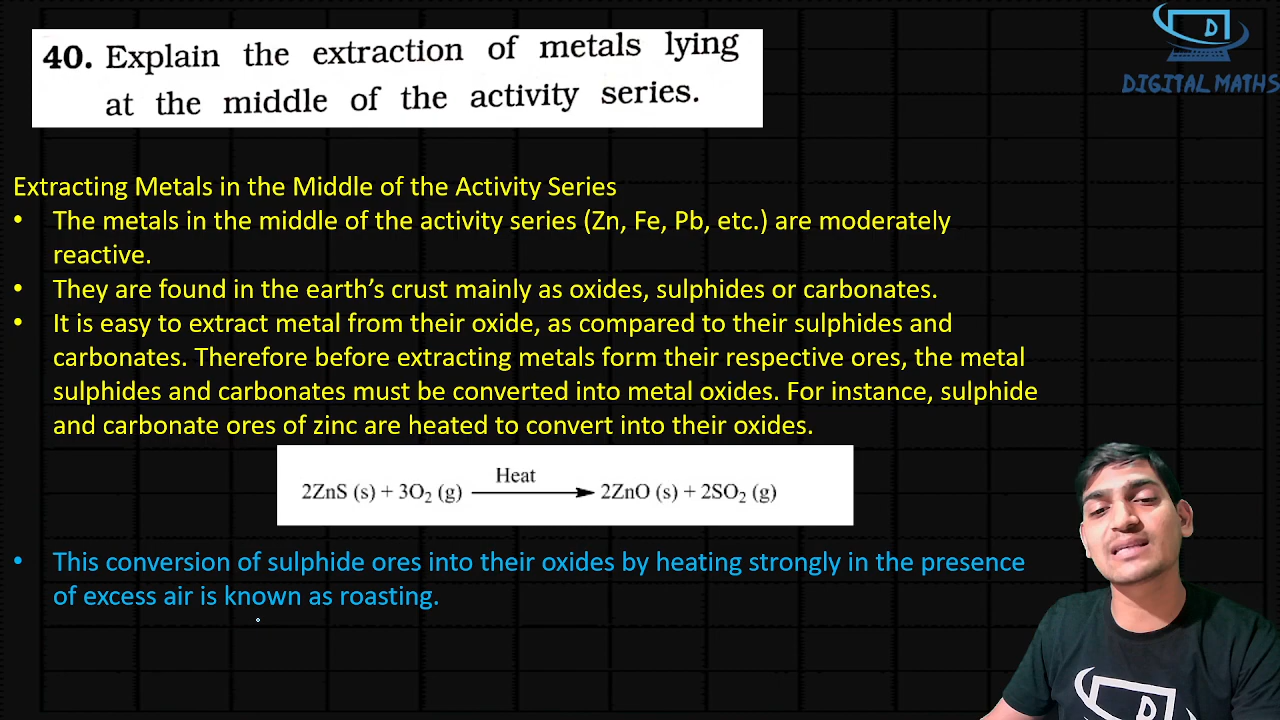 DIGITAL MATHS
40. Explain the extraction of metals lying
at the middle of the activity series.
Extracting Metals in the Middle of the Activity Series
• The metals in the middle of the activity series (Zn, Fe, Pb, etc.) are moderately
reactive.
• They are found in the earth’s crust mainly as oxides, sulphides or carbonates.
• It is easy to extract metal from their oxide, as compared to their sulphides and
carbonates. Therefore before extracting metals form their respective ores, the metal
sulphides and carbonates must be converted into metal oxides. For instance, sulphide
and carbonate ores of zinc are heated to convert into their oxides.
Heat
2ZnS (s) + 3O₂ (g) → 2ZnO (s) + 2SO₂ (g)
• This conversion of sulphide ores into their oxides by heating strongly in the presence
of excess air is known as roasting.
D
D